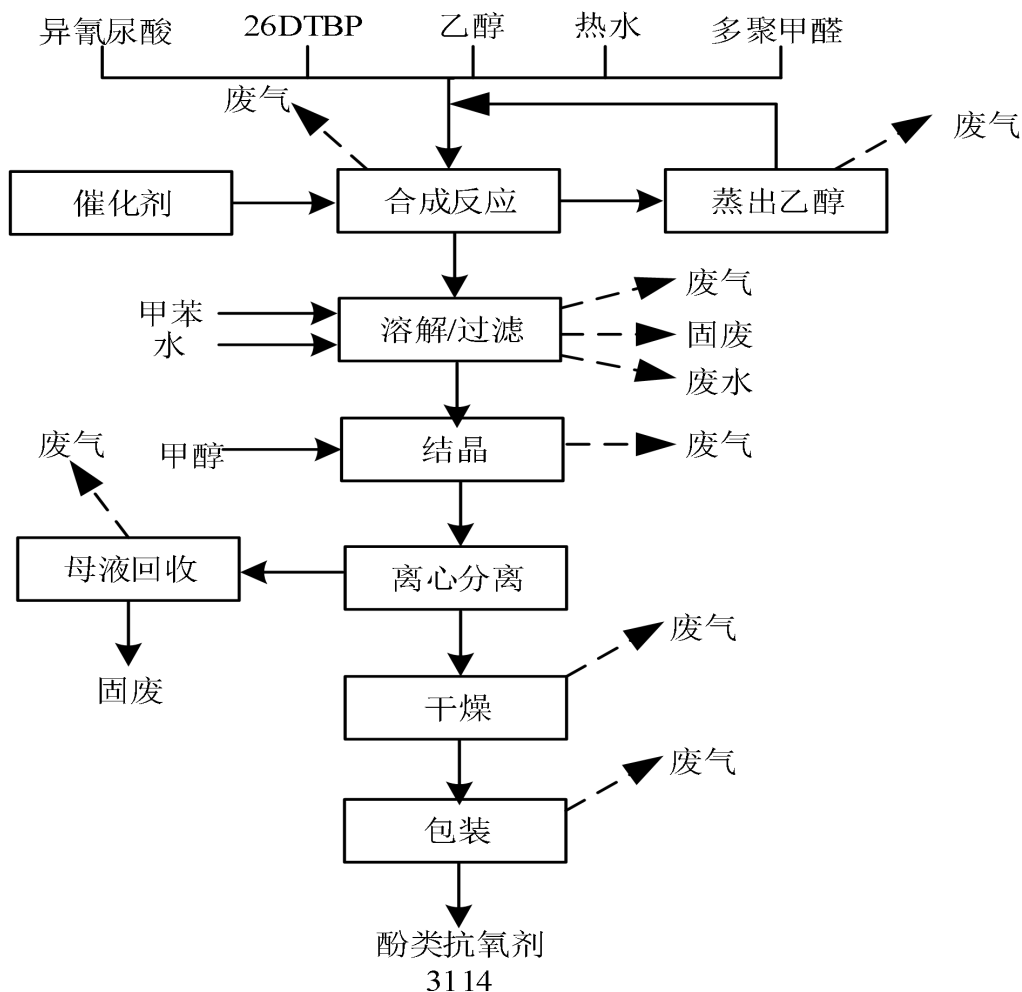 异氰尿酸
26DTBP
乙醇
热水
多聚甲醛
废气
废气
催化剂
合成反应
蒸出乙醇
废气
甲苯
水
溶解/过滤
固废
废水
甲醇
结晶
废气
废气
母液回收
离心分离
废气
固废
干燥
废气
包装
酚类抗氧剂
3114